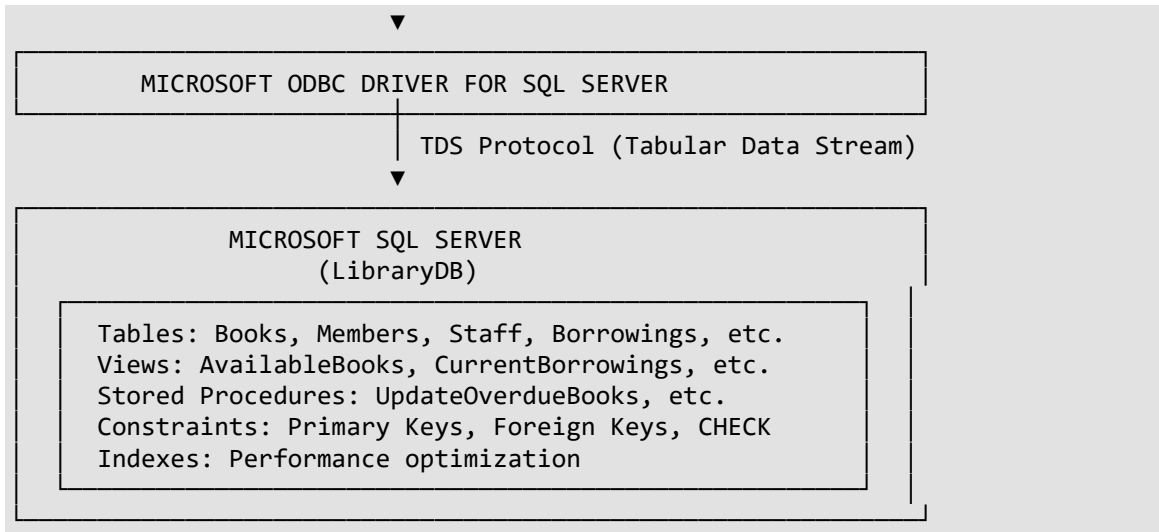 MICROSOFT ODBC DRIVER FOR SQL SERVER
TDS Protocol (Tabular Data Stream)
MICROSOFT SQL SERVER
(LibraryDB)
Tables: Books, Members, Staff, Borrowings, etc.
Views: AvailableBooks, CurrentBorrowings, etc.
Stored Procedures: UpdateOverdueBooks, etc.
Constraints: Primary Keys, Foreign Keys, CHECK
Indexes: Performance optimization